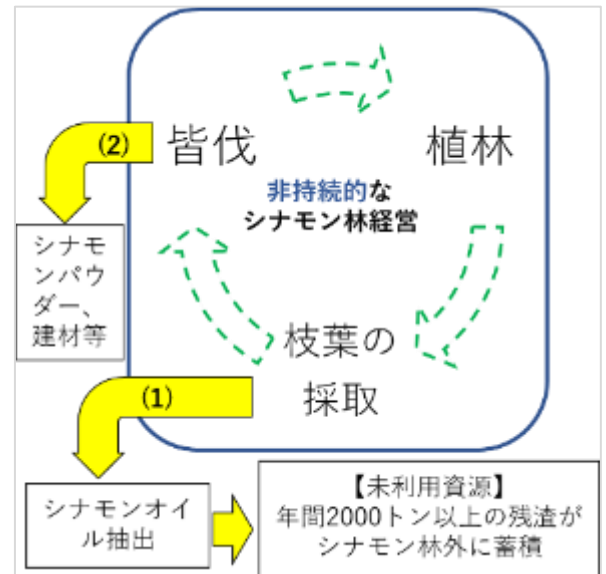 (2)
皆伐
植林
非持続的な
シナモン林経営
シナモ
ンパウ
ダー、
建材等
枝葉の
採取
(1)
シナモンオイ
ル抽出
【未利用資源】
年間2000トン以上の残渣が
シナモン林外に蓄積